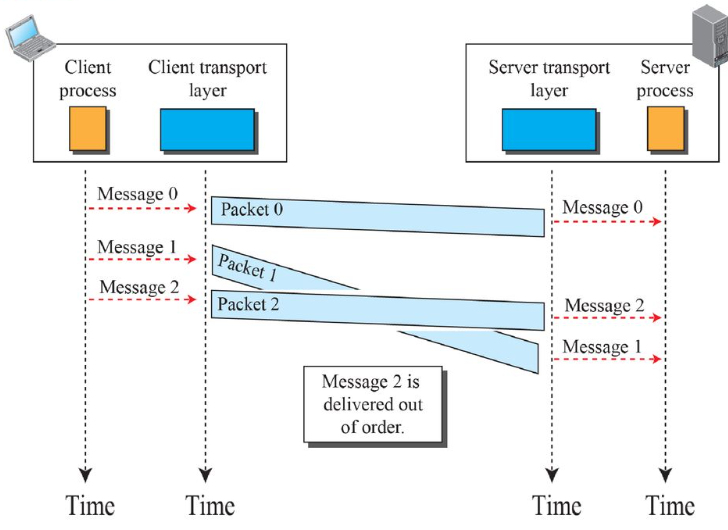 Client
process
Client transport
layer
Server transport
layer
Server
process
Message 0
Packet 0
Message 0
Message 1
Packet 1
Message 2
Packet 2
Message 2
Message 1
Message 2 is
delivered out
of order.
Time
Time
Time
Time